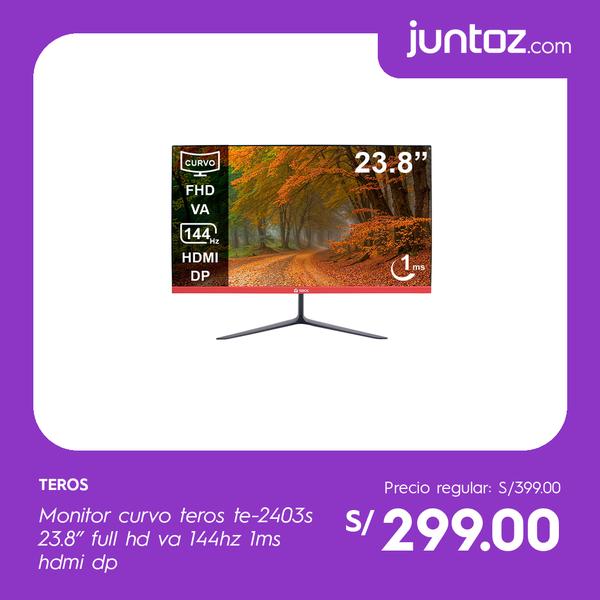 juntoz.com
CURVO
23.8”
FHD
VA
144Hz
HDMI
DP
1ms
TEROS
Precio regular: S/399.00
Monitor curvo teros te-2403s
23.8” full hd va 144hz 1ms
hdmi dp
S/299.00